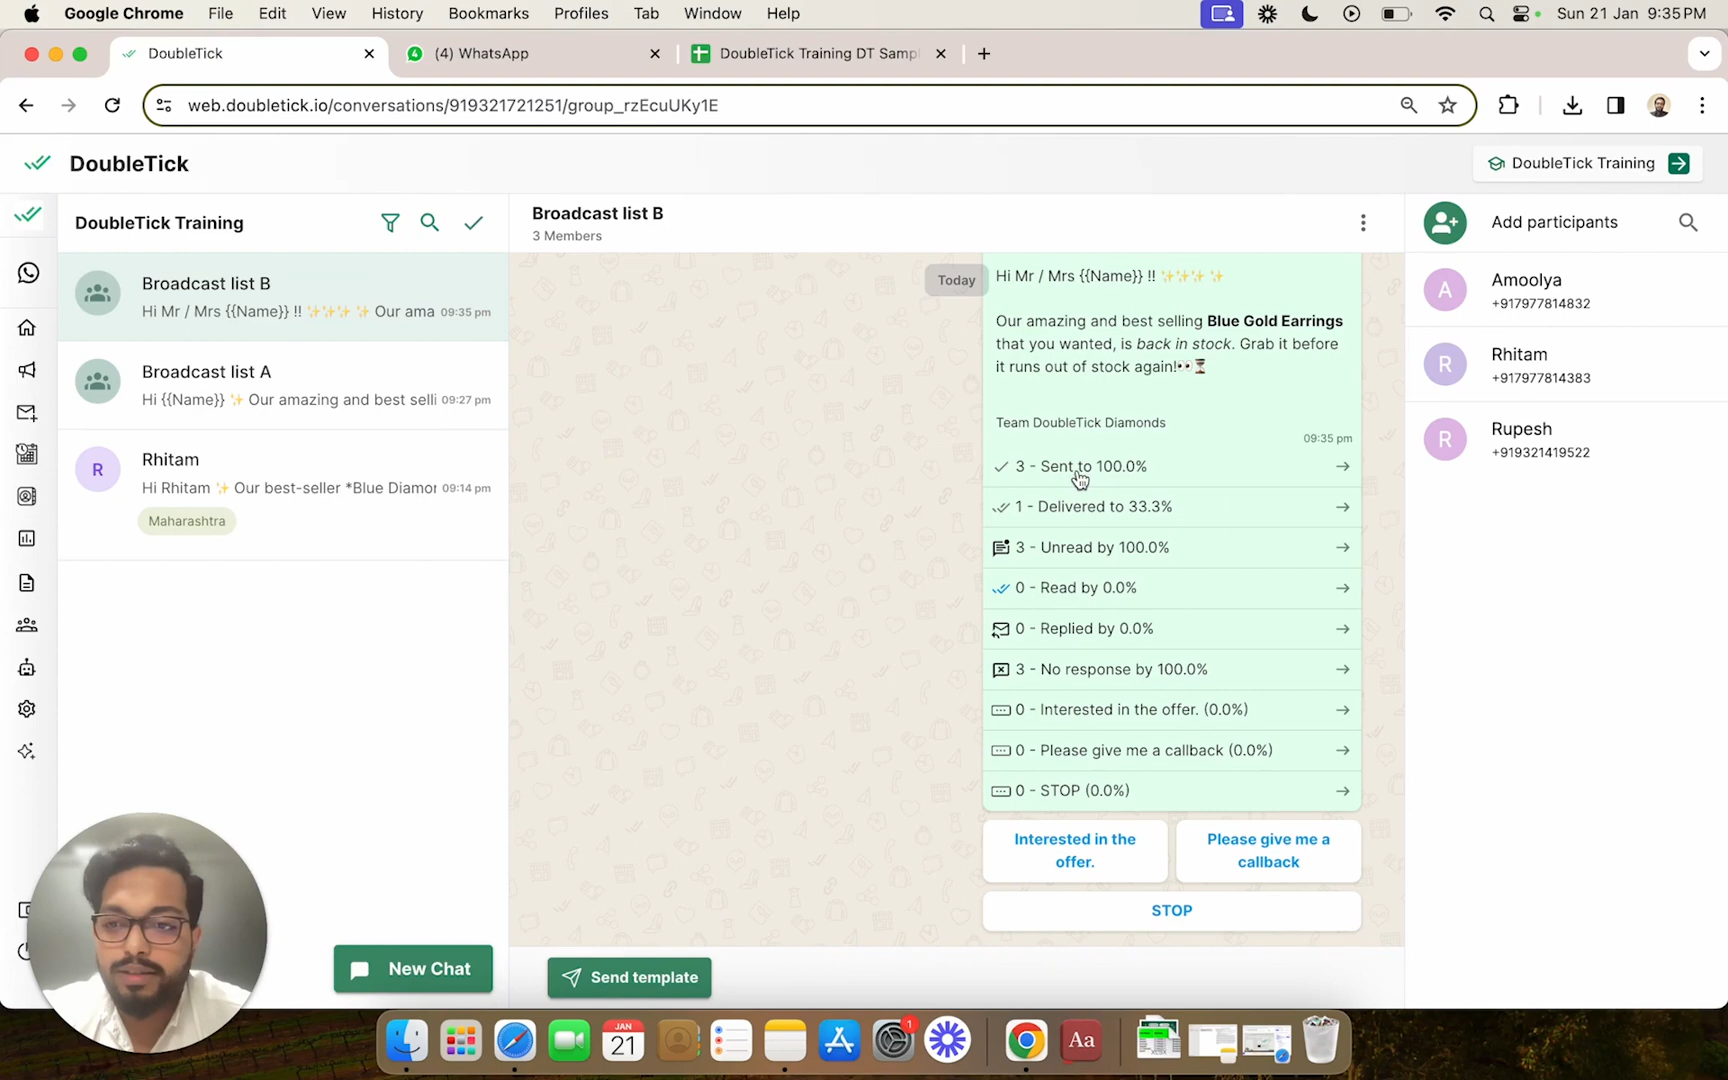 Google Chrome File Edit View History Bookmarks Profiles Tab Window Help Sun 21 Jan 9:35 PM
DoubleTick
4 (4) WhatsApp
DoubleTick Training DT Samp
web.doubletick.io/conversations/919321721251/group_rzEcuUKy1E
DoubleTick
DoubleTick Training
DoubleTick Training
Broadcast list B
Hi Mr / Mrs {{Name}} !! ✨✨✨ ✨ Our ama 09:35 pm
Broadcast list A
Hi {{Name}} ✨ Our amazing and best selli 09:27 pm
R
Rhitam
Hi Rhitam ✨ Our best-seller *Blue Diamor 09:14 pm
Maharashtra
New Chat
Broadcast list B
3 Members
Today
Hi Mr / Mrs {{Name}} !! ✨✨✨ ✨
Our amazing and best selling Blue Gold Earrings
that you wanted, is back in stock. Grab it before
it runs out of stock again!👀⏳
Team DoubleTick Diamonds
09:35 pm
3 - Sent to 100.0%
1 - Delivered to 33.3%
3 - Unread by 100.0%
0 - Read by 0.0%
0 - Replied by 0.0%
3 - No response by 100.0%
0 - Interested in the offer. (0.0%)
0 - Please give me a callback (0.0%)
0 - STOP (0.0%)
Interested in the
offer.
Please give me a
callback
STOP
Send template
Add participants
A
Amoolya
+917977814832
R
Rhitam
+917977814383
R
Rupesh
+919321419522
JAN
21
1
Aa
XLSX